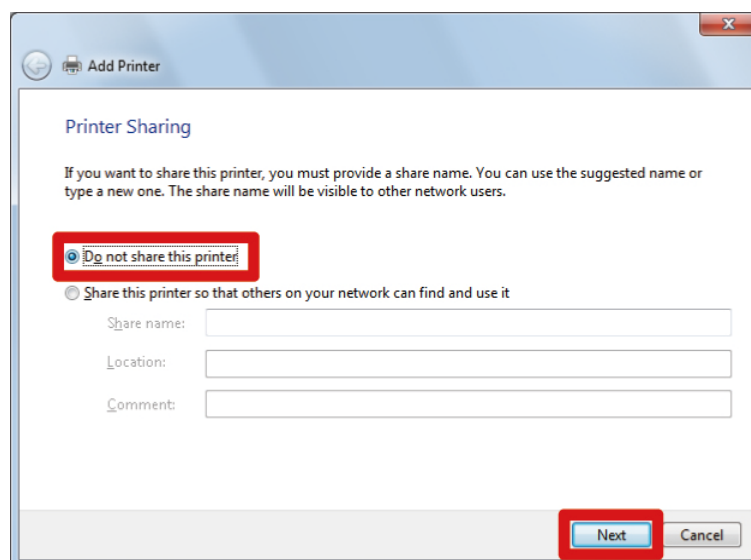 Add Printer
Printer Sharing
If you want to share this printer, you must provide a share name. You can use the suggested name or
type a new one. The share name will be visible to other network users.
Do not share this printer
Share this printer so that others on your network can find and use it
Share name:
Location:
Comment:
Next Cancel